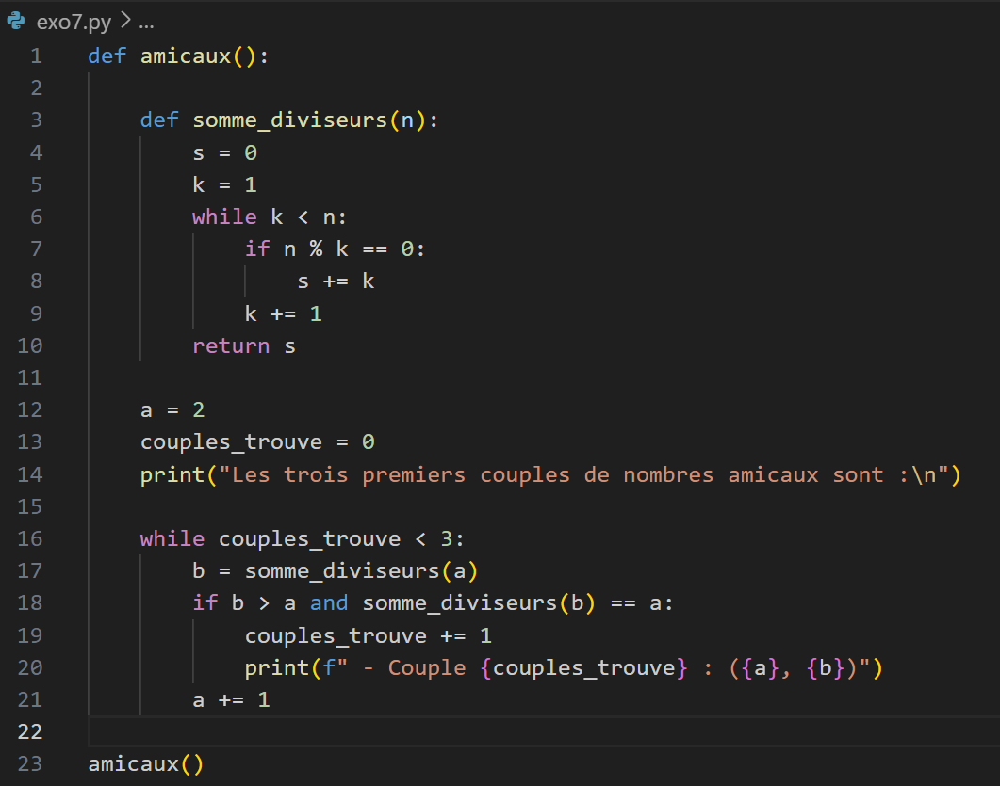 exo7.py > ...
1 def amicaux():
2
3     def somme_diviseurs(n):
4         s = 0
5         k = 1
6         while k < n:
7             if n % k == 0:
8                 s += k
9             k += 1
10         return s
11
12     a = 2
13     couples_trouve = 0
14     print("Les trois premiers couples de nombres amicaux sont :\n")
15
16     while couples_trouve < 3:
17         b = somme_diviseurs(a)
18         if b > a and somme_diviseurs(b) == a:
19             couples_trouve += 1
20             print(f" - Couple {couples_trouve} : ({a}, {b})")
21         a += 1
22
23 amicaux()